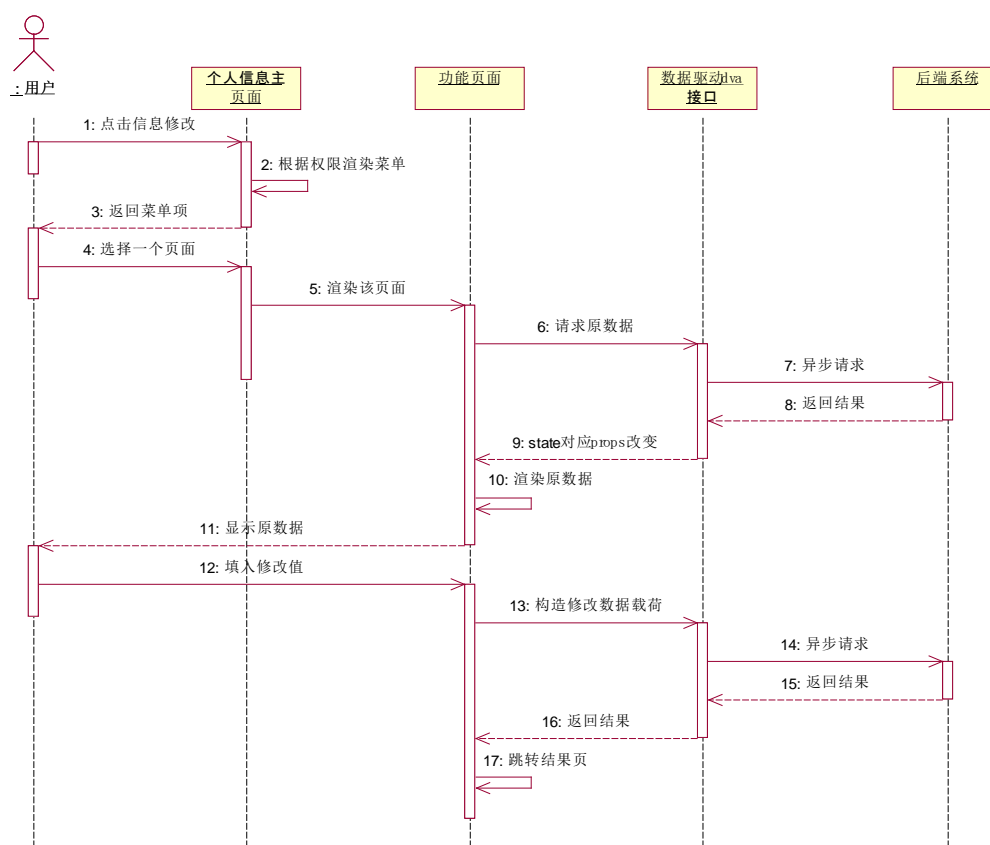 : 用户
个人信息主
页面
功能页面
数据驱动dva
接口
后端系统
1: 点击信息修改
2: 根据权限渲染菜单
3: 返回菜单项
4: 选择一个页面
5: 渲染该页面
6: 请求原数据
7: 异步请求
8: 返回结果
9: state对应props改变
10: 渲染原数据
11: 显示原数据
12: 填入修改值
13: 构造修改数据载荷
14: 异步请求
15: 返回结果
16: 返回结果
17: 跳转结果页